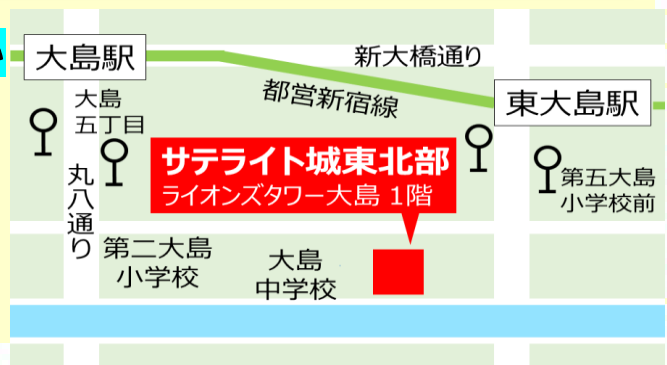 大島駅
新大橋通り
都営新宿線
東大島駅
大島
五丁目
サテライト城東北部
ライオンズタワー大島 1階
第五大島
小学校前
丸八通り
第二大島
小学校
大島
中学校